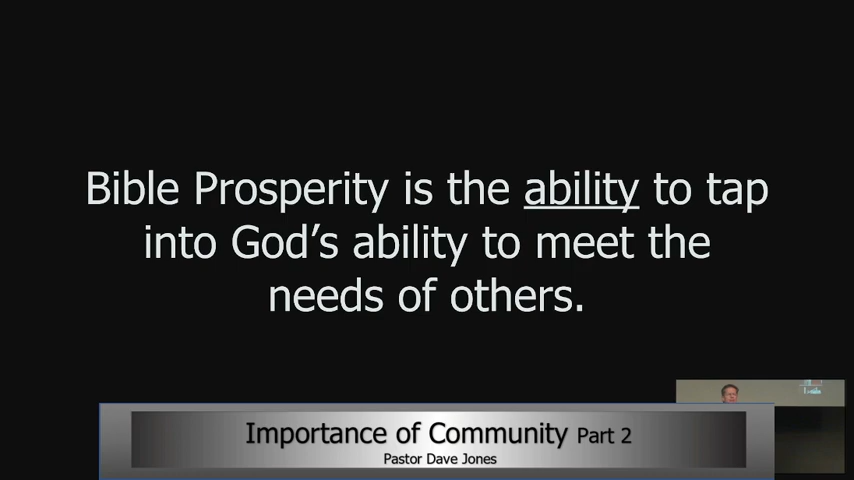 Bible Prosperity is the ability to tap
into God’s ability to meet the
needs of others.
Importance of Community Part 2
Pastor Dave Jones